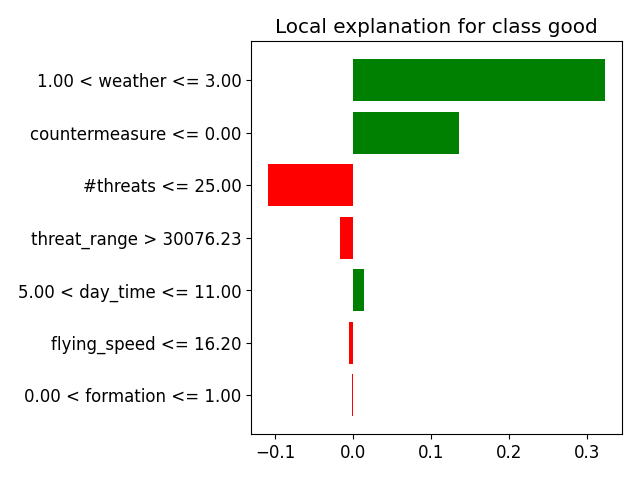 Local explanation for class good
1.00 < weather <= 3.00
countermeasure <= 0.00
#threats <= 25.00
threat_range > 30076.23
5.00 < day_time <= 11.00
flying_speed <= 16.20
0.00 < formation <= 1.00
−0.1 0.0 0.1 0.2 0.3